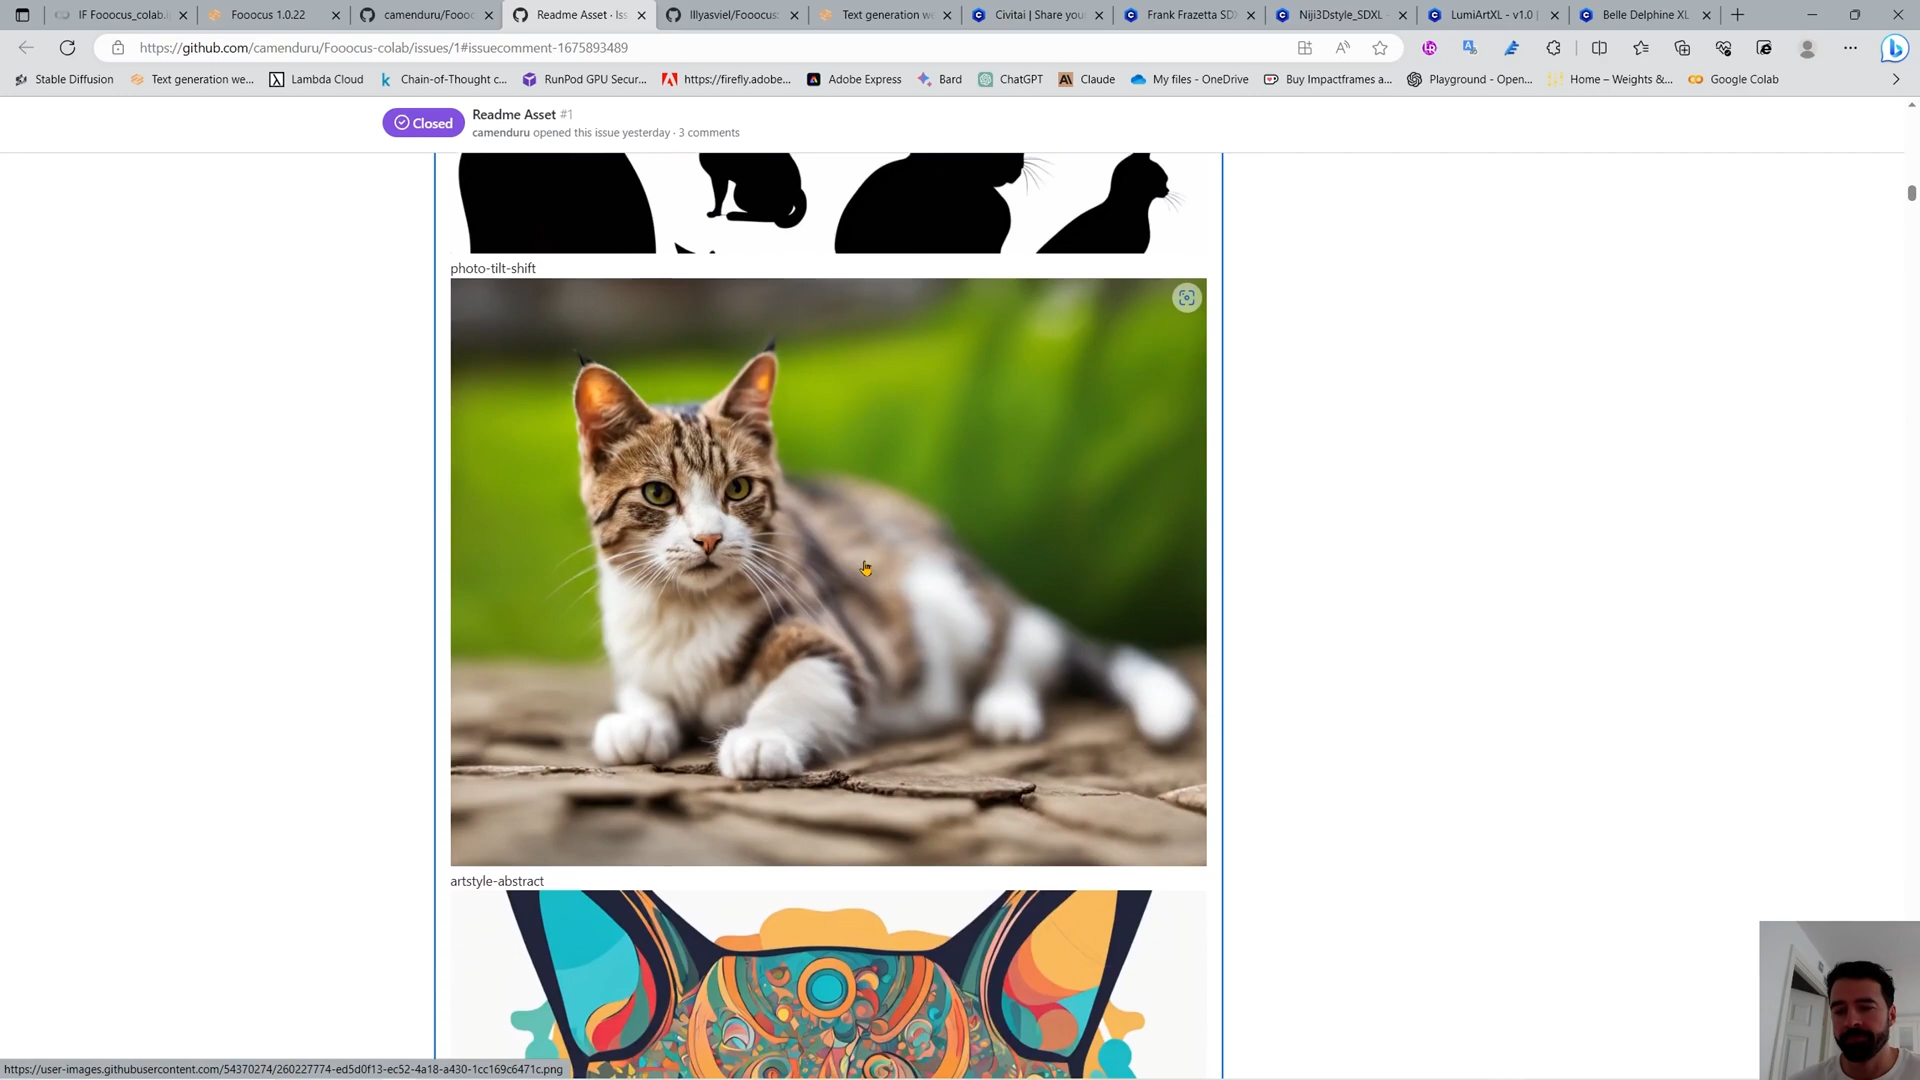 IF Fooocus_colab.i
Fooocus 1.0.22
camenduru/Foooc
Readme Asset · Iss
lllyasviel/Fooocus:
Text generation we
Civitai | Share you
Frank Frazetta SDX
Niji3Dstyle_SDXL -
LumiArtXL - v1.0 |
Belle Delphine XL
https://github.com/camenduru/Fooocus-colab/issues/1#issuecomment-1675893489
Stable Diffusion
Text generation we...
Lambda Cloud
Chain-of-Thought c...
RunPod GPU Secur...
https://firefly.adobe...
Adobe Express
Bard
ChatGPT
Claude
My files - OneDrive
Buy Impactframes a...
Playground - Open...
Home – Weights &...
Google Colab
Closed
Readme Asset #1
camenduru opened this issue yesterday · 3 comments
photo-tilt-shift
artstyle-abstract
https://user-images.githubusercontent.com/54370274/260227774-ed5d0f13-ec52-4a18-a430-1cc169c6471c.png